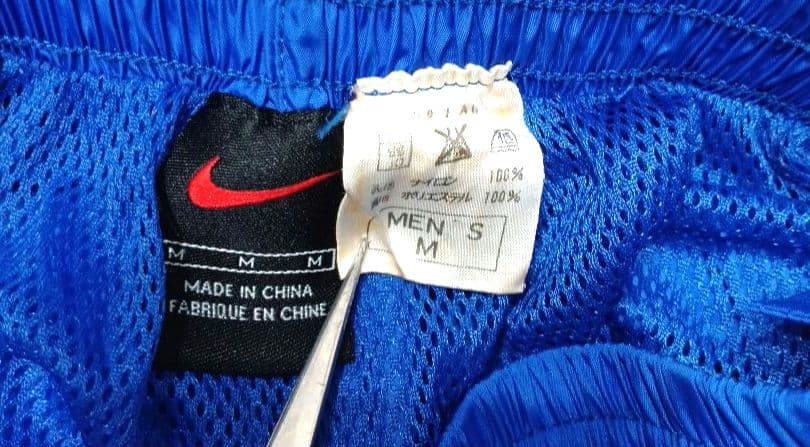 M M M
MADE IN CHINA
FABRIQUE EN CHINE
ナイロン 100%
ポリエステル 100%
MEN'S
M